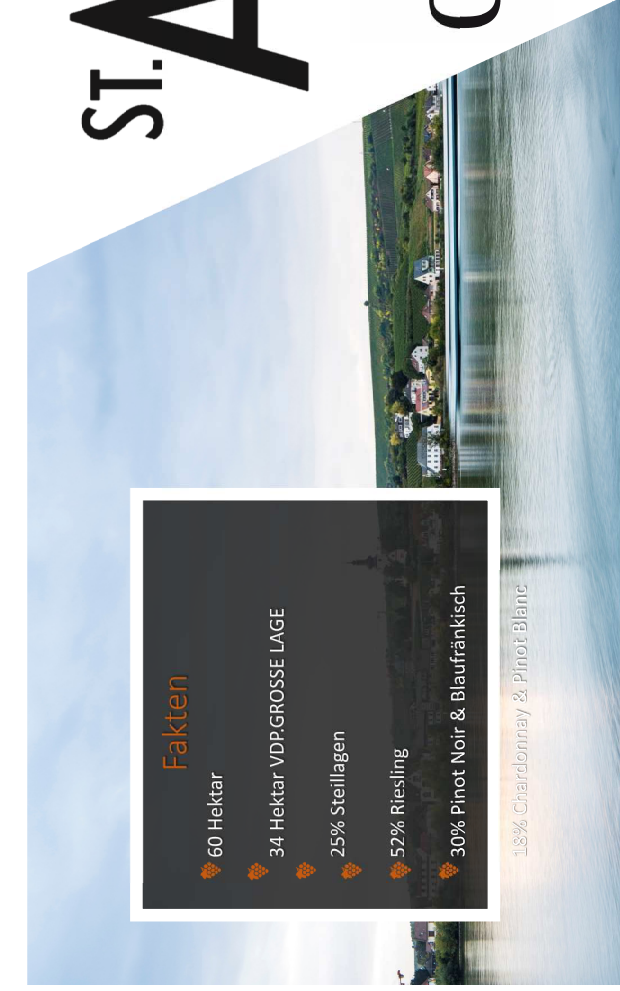 ST. A
Fakten
60 Hektar
34 Hektar VDP.GROSSE LAGE
25% Steillagen
52% Riesling
30% Pinot Noir & Blaufränkisch
18% Chardonnay & Pinot Blanc